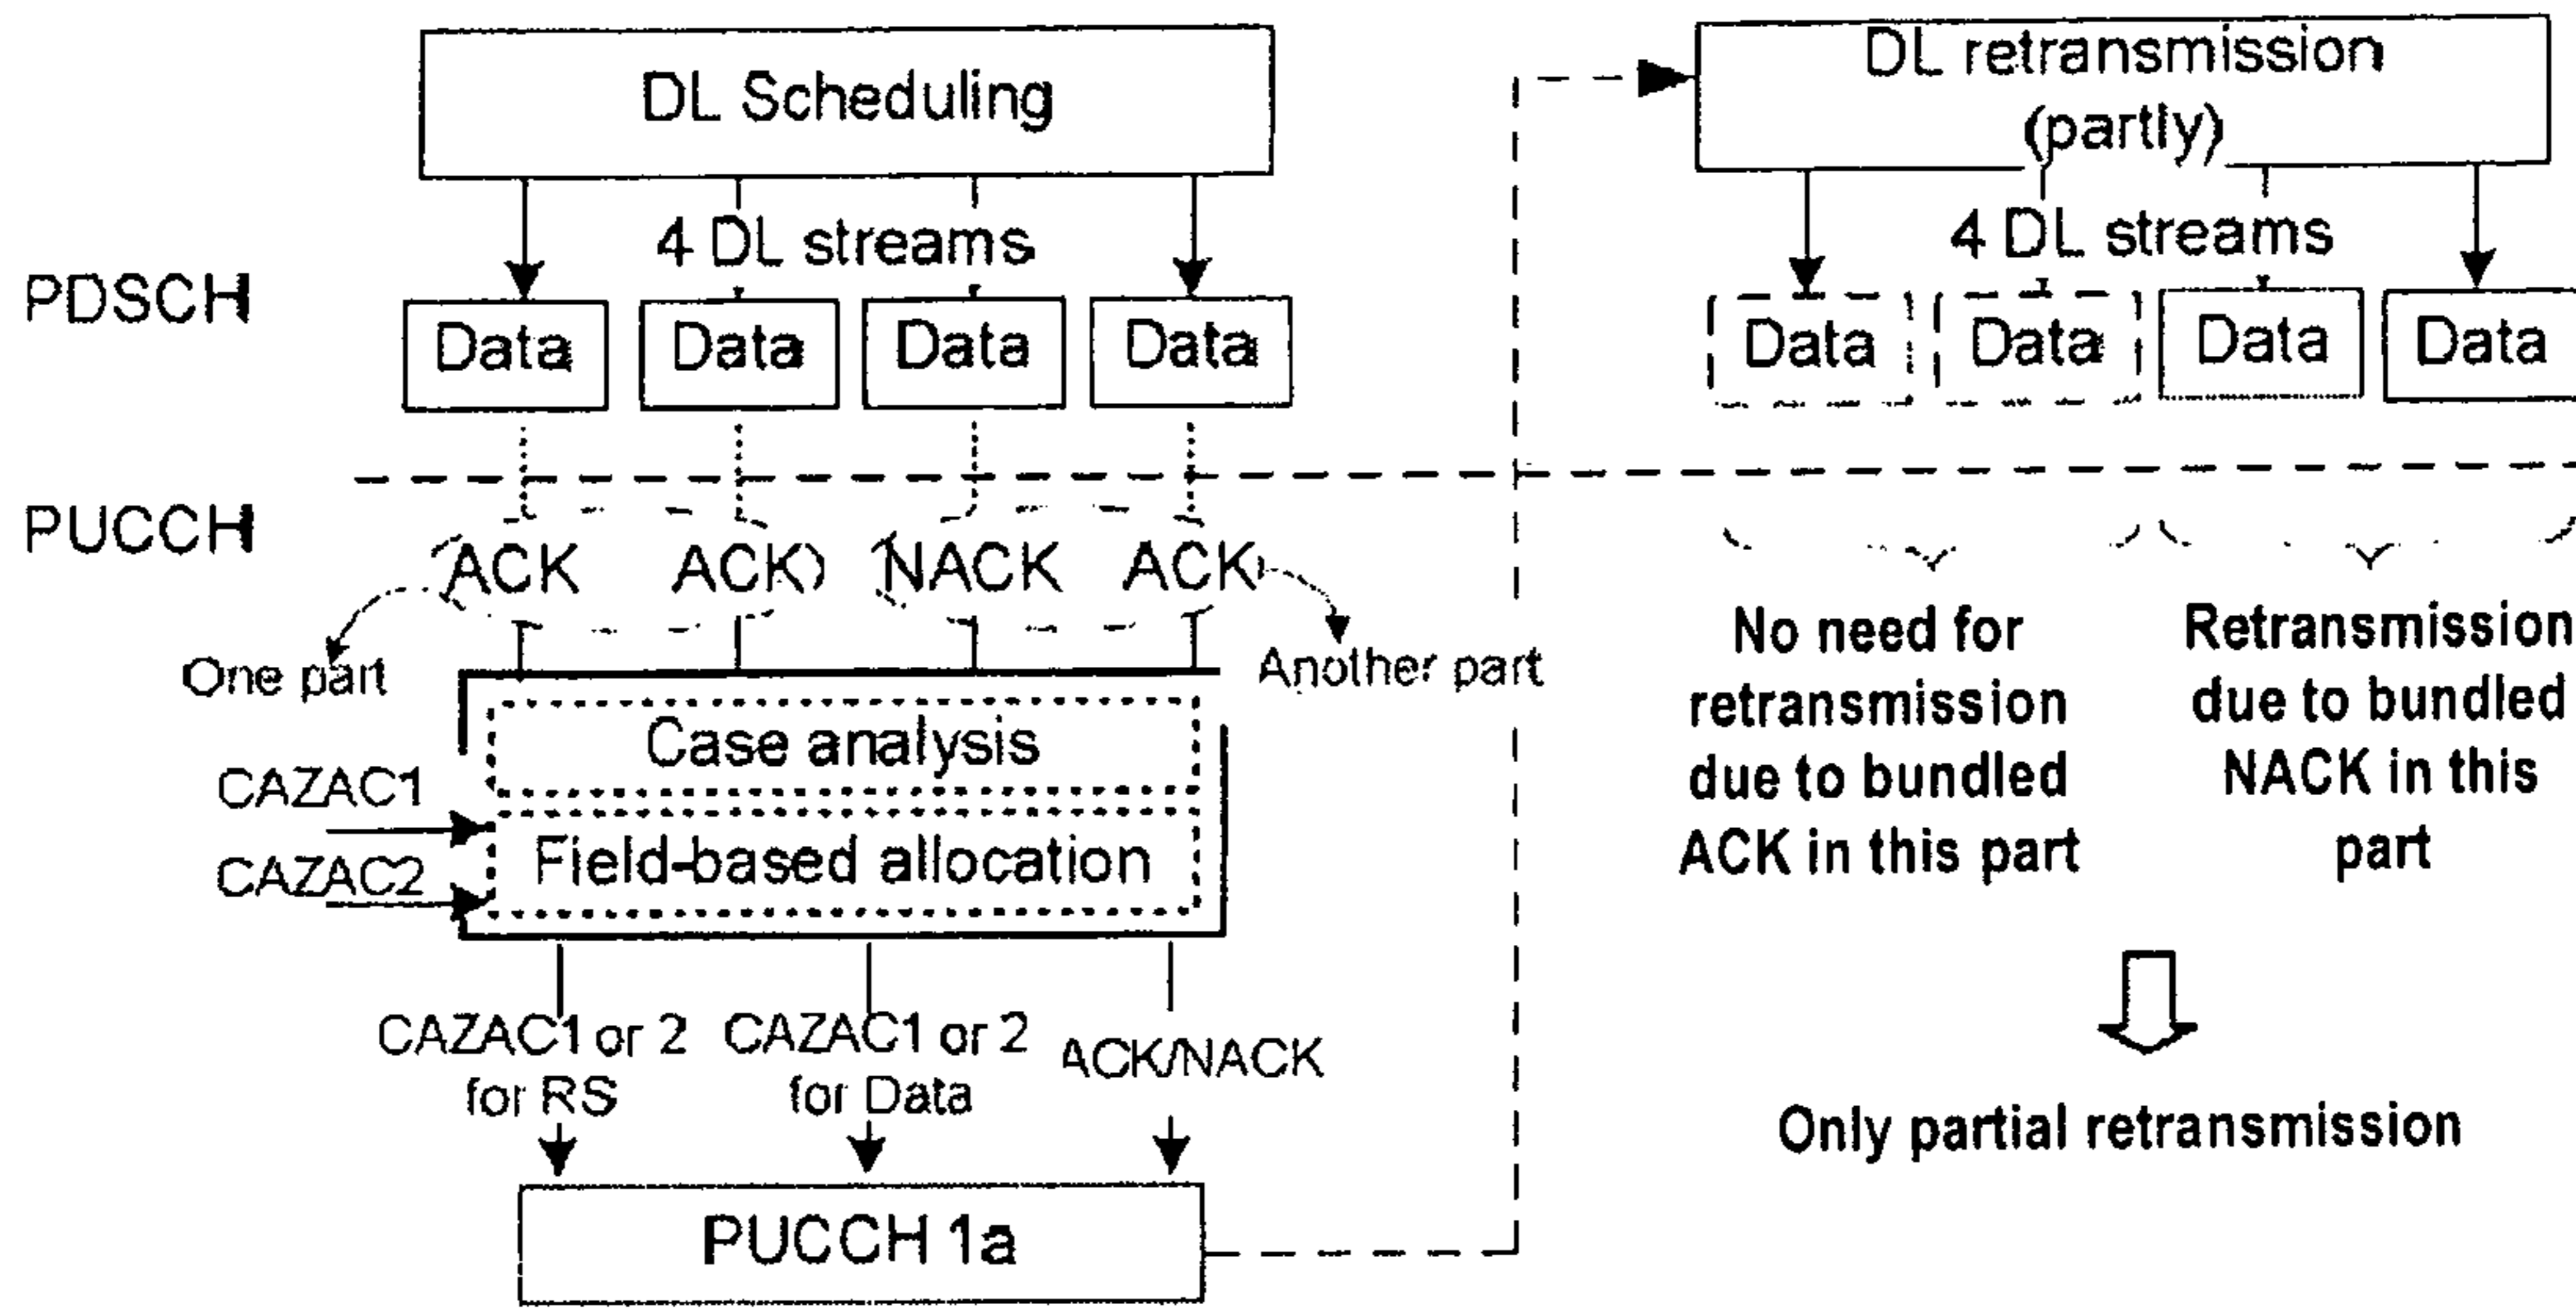 DL Scheduling
4 DL streams
PDSCH
Data Data Data Data
PUCCH
ACK ACK NACK ACK
One part
Another part
Case analysis
CAZAC1
Field-based allocation
CAZAC2
CAZAC1 or 2
for RS
CAZAC1 or 2
for Data
ACK/NACK
PUCCH 1a
DL retransmission
(partly)
4 DL streams
Data Data Data Data
No need for
retransmission
due to bundled
ACK in this part
Retransmission
due to bundled
NACK in this
part
Only partial retransmission